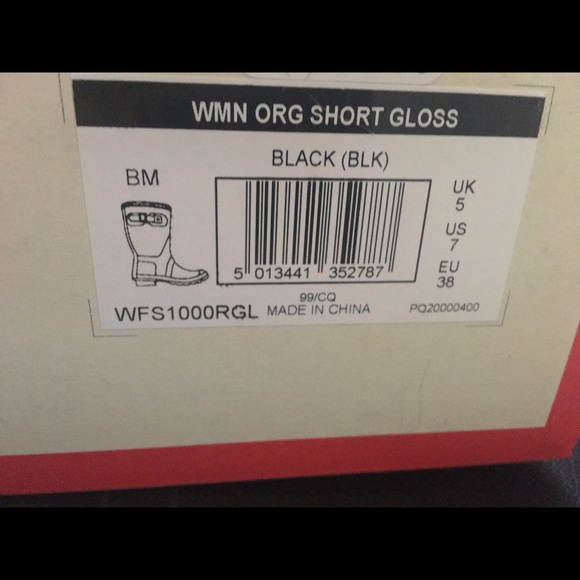 WMN ORG SHORT GLOSS
BLACK (BLK)
BM
UK
5
US
7
EU
38
5 013441 352787
99/CQ
WFS1000RGL MADE IN CHINA PQ20000400